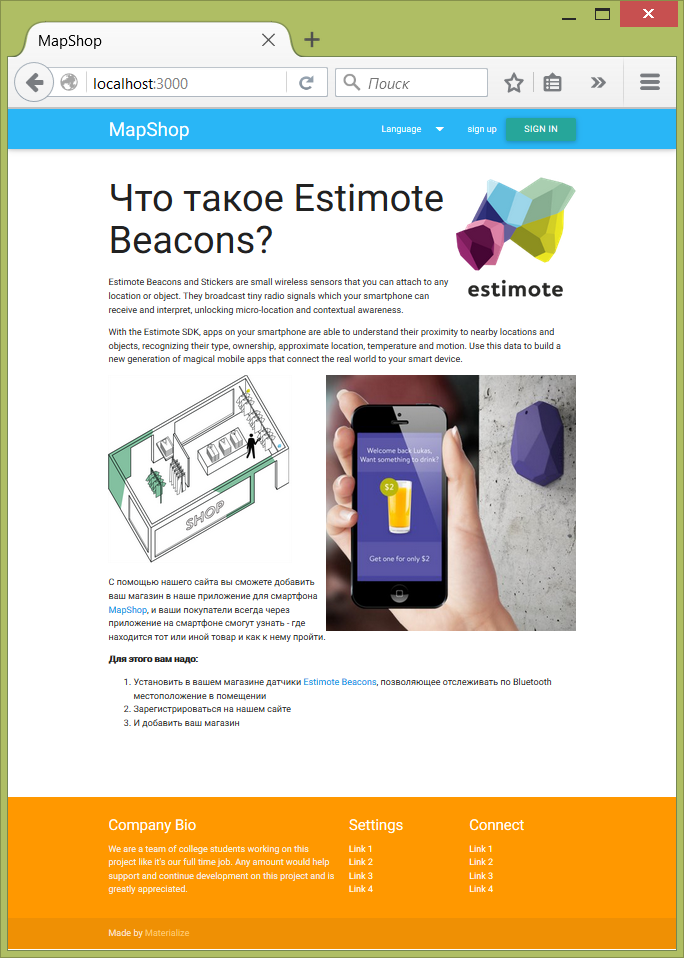 MapShop
localhost:3000
Поиск
MapShop
Language
sign up
SIGN IN
Что такое Estimote
Beacons?
estimote
Estimote Beacons and Stickers are small wireless sensors that you can attach to any
location or object. They broadcast tiny radio signals which your smartphone can
receive and interpret, unlocking micro-location and contextual awareness.
With the Estimote SDK, apps on your smartphone are able to understand their proximity to nearby locations and
objects, recognizing their type, ownership, approximate location, temperature and motion. Use this data to build a
new generation of magical mobile apps that connect the real world to your smart device.
SHOP
Welcome back Lukas,
Want something to drink?
$2
Get one for only $2
С помощью нашего сайта вы сможете добавить
ваш магазин в наше приложение для смартфона
MapShop, и ваши покупатели всегда через
приложение на смартфоне смогут узнать - где
находится тот или иной товар и как к нему пройти.
Для этого вам надо:
1. Установить в вашем магазине датчики Estimote Beacons, позволяющее отслеживать по Bluetooth
местоположение в помещении
2. Зарегистрироваться на нашем сайте
3. И добавить ваш магазин
Company Bio
We are a team of college students working on this
project like it's our full time job. Any amount would help
support and continue development on this project and is
greatly appreciated.
Settings
Link 1
Link 2
Link 3
Link 4
Connect
Link 1
Link 2
Link 3
Link 4
Made by Materialize